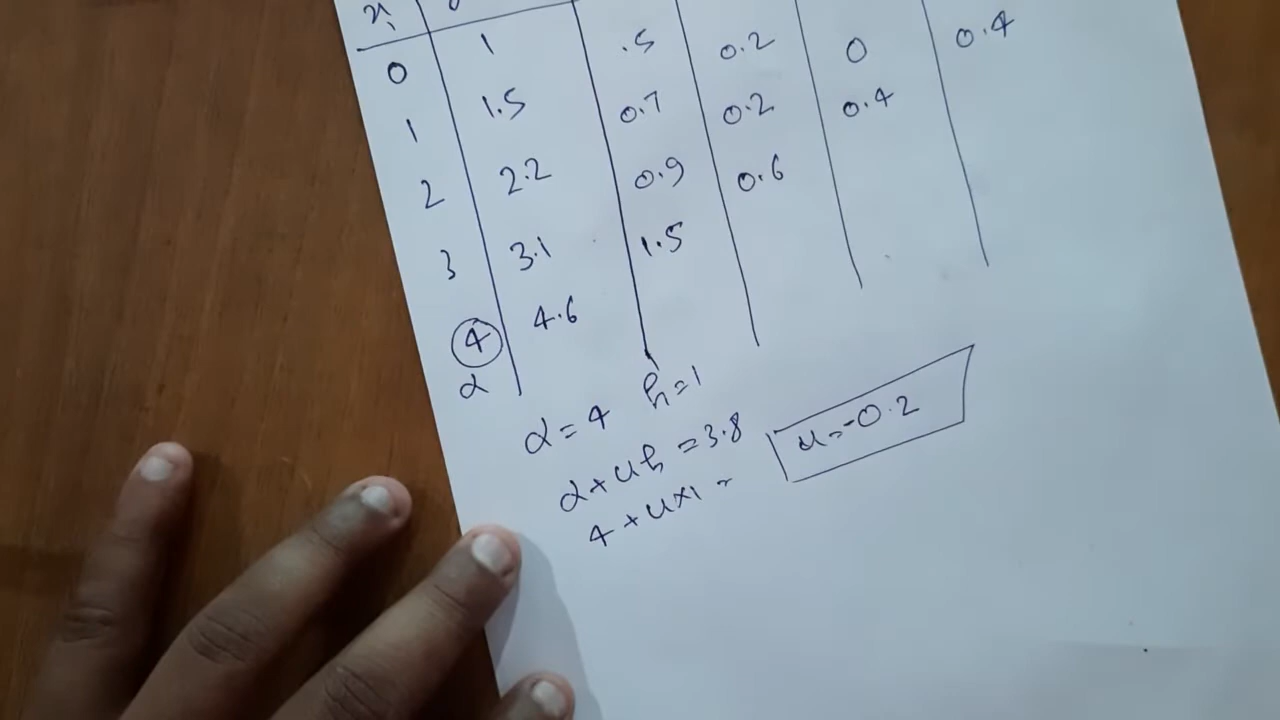 xᵢ
0 1 .5 0.2 0 0.4
1 1.5 0.7 0.2 0.4
2 2.2 0.9 0.6
3 3.1 1.5
4 4.6
α
α = 4 h = 1
α + uh = 3.8
4 + u×1 =
u = -0.2